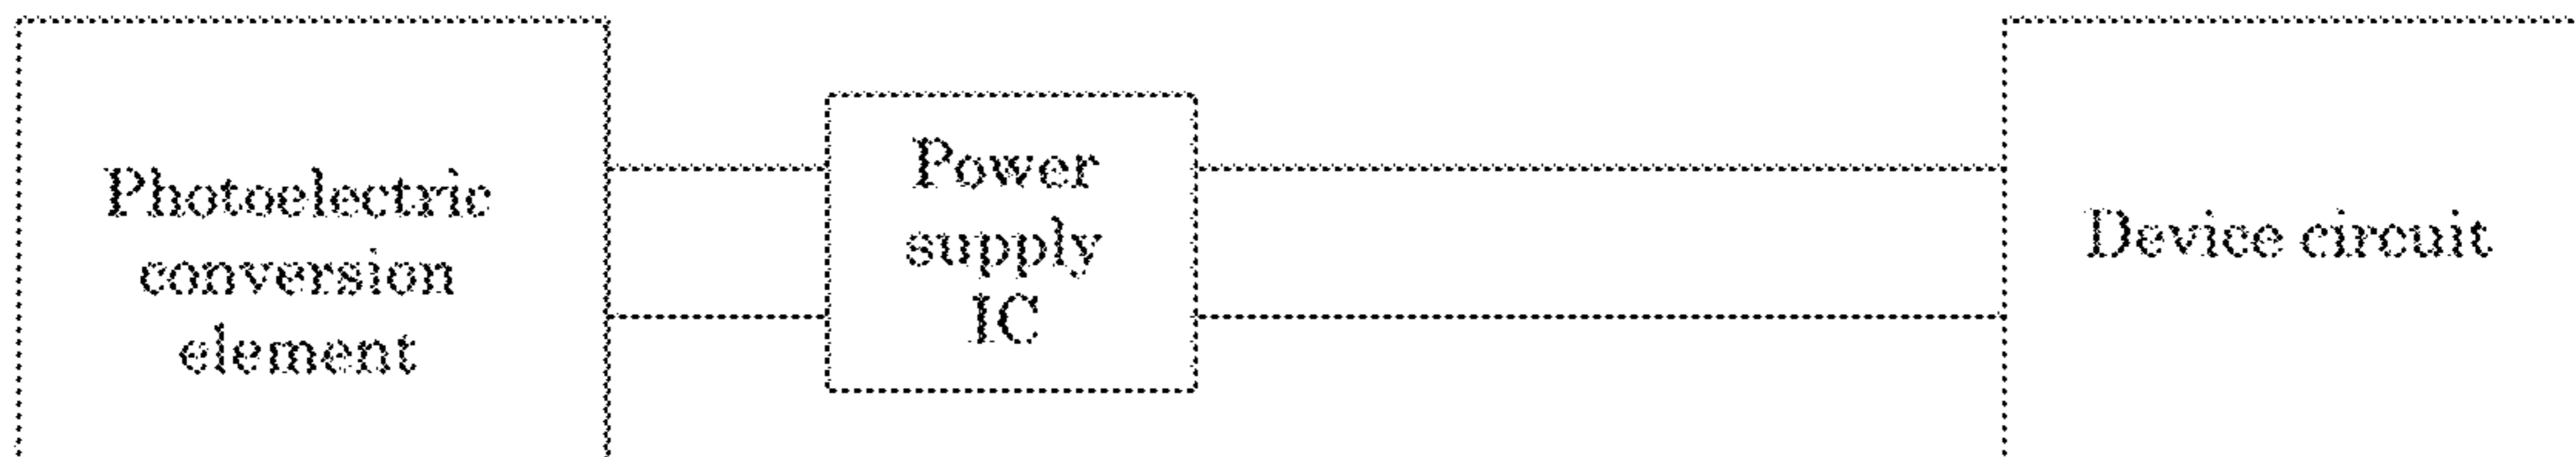 Photoelectric
conversion
element
Power
supply
IC
Device circuit